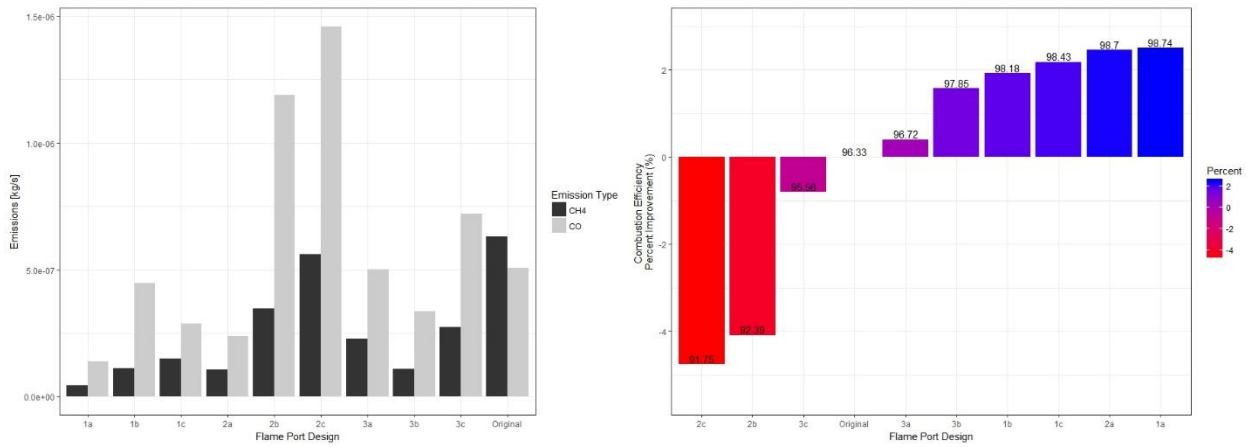 1.5e-06
1.0e-06
5.0e-07
0.0e+00
Emissions [kg/s]
1a 1b 1c 2a 2b 2c 3a 3b 3c Original
Flame Port Design
Emission Type
CH4
CO
2
0
-2
-4
Combustion Efficiency
Percent Improvement (%)
91.75
92.39
95.56
96.33
96.72
97.85
98.18
98.43
98.7
98.74
2c 2b 3c Original 3a 3b 1b 1c 2a 1a
Flame Port Design
Percent
2
0
-2
-4